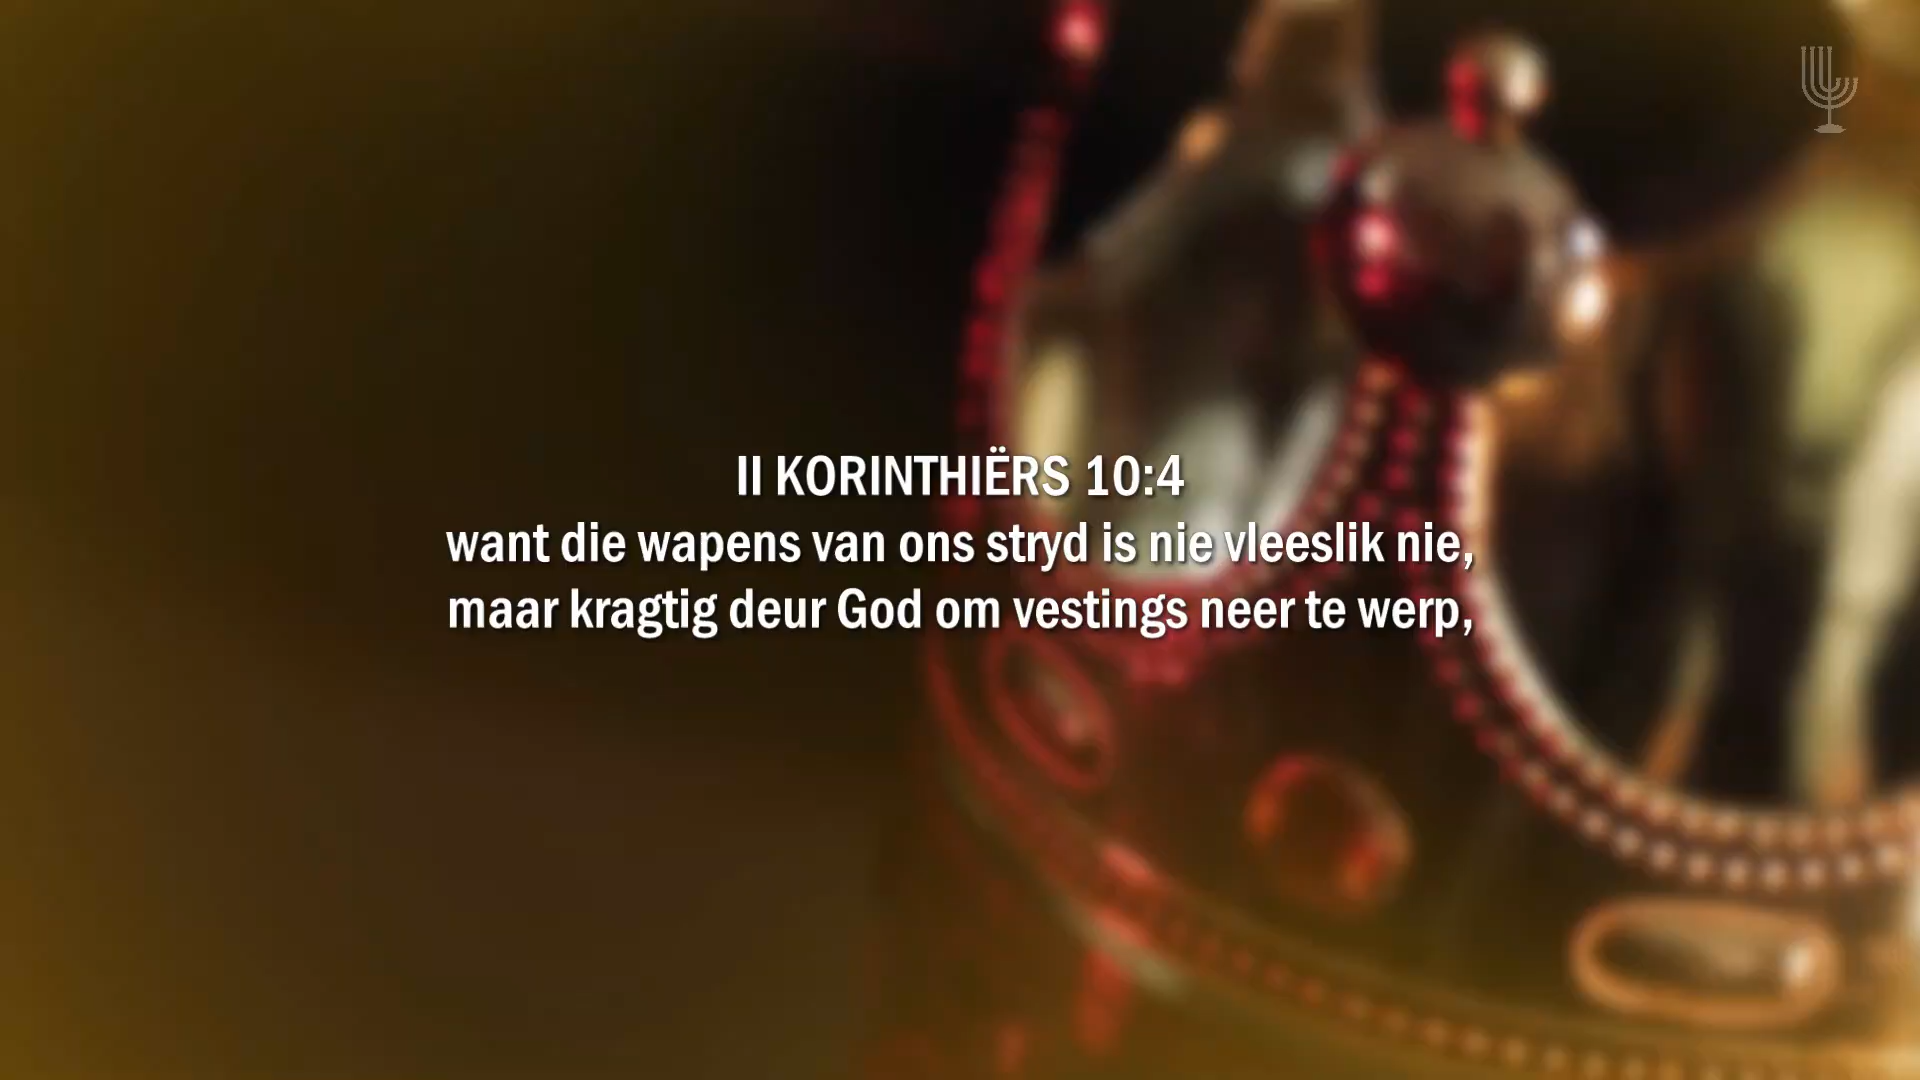 II KORINTHIËRS 10:4
want die wapens van ons stryd is nie vleeslik nie,
maar kragtig deur God om vestings neer te werp,